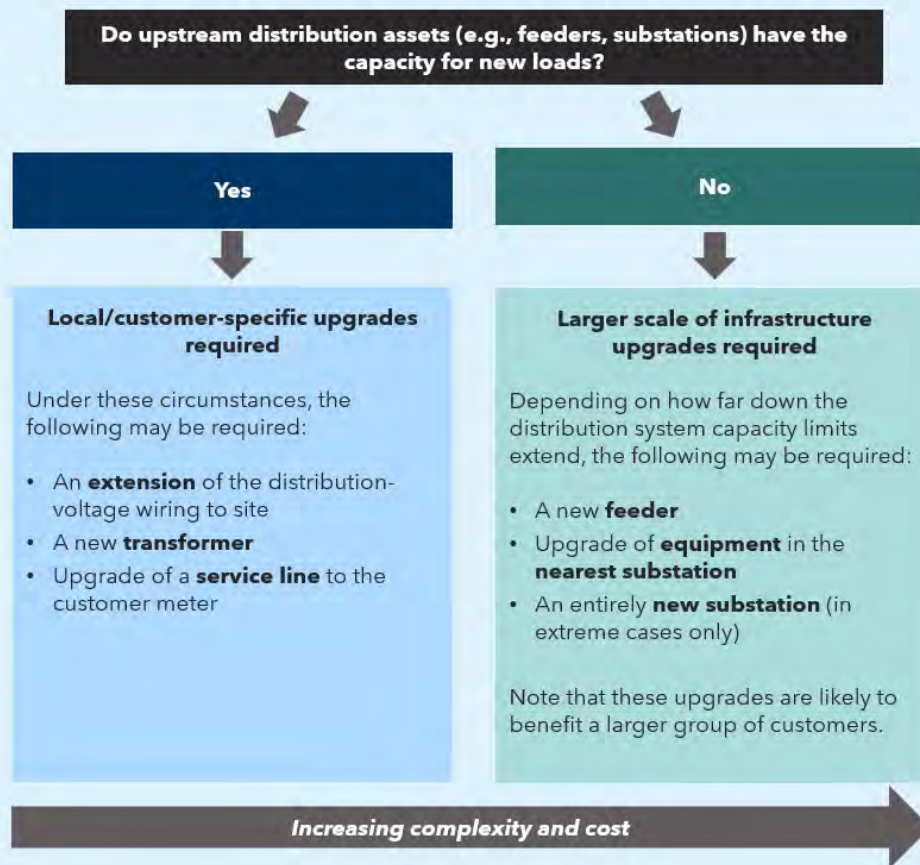 Do upstream distribution assets (e.g., feeders, substations) have the
capacity for new loads?
Yes
Local/customer-specific upgrades
required
Under these circumstances, the
following may be required:
• An extension of the distribution-
voltage wiring to site
• A new transformer
• Upgrade of a service line to the
customer meter
No
Larger scale of infrastructure
upgrades required
Depending on how far down the
distribution system capacity limits
extend, the following may be required:
• A new feeder
• Upgrade of equipment in the
nearest substation
• An entirely new substation (in
extreme cases only)
Note that these upgrades are likely to
benefit a larger group of customers.
Increasing complexity and cost